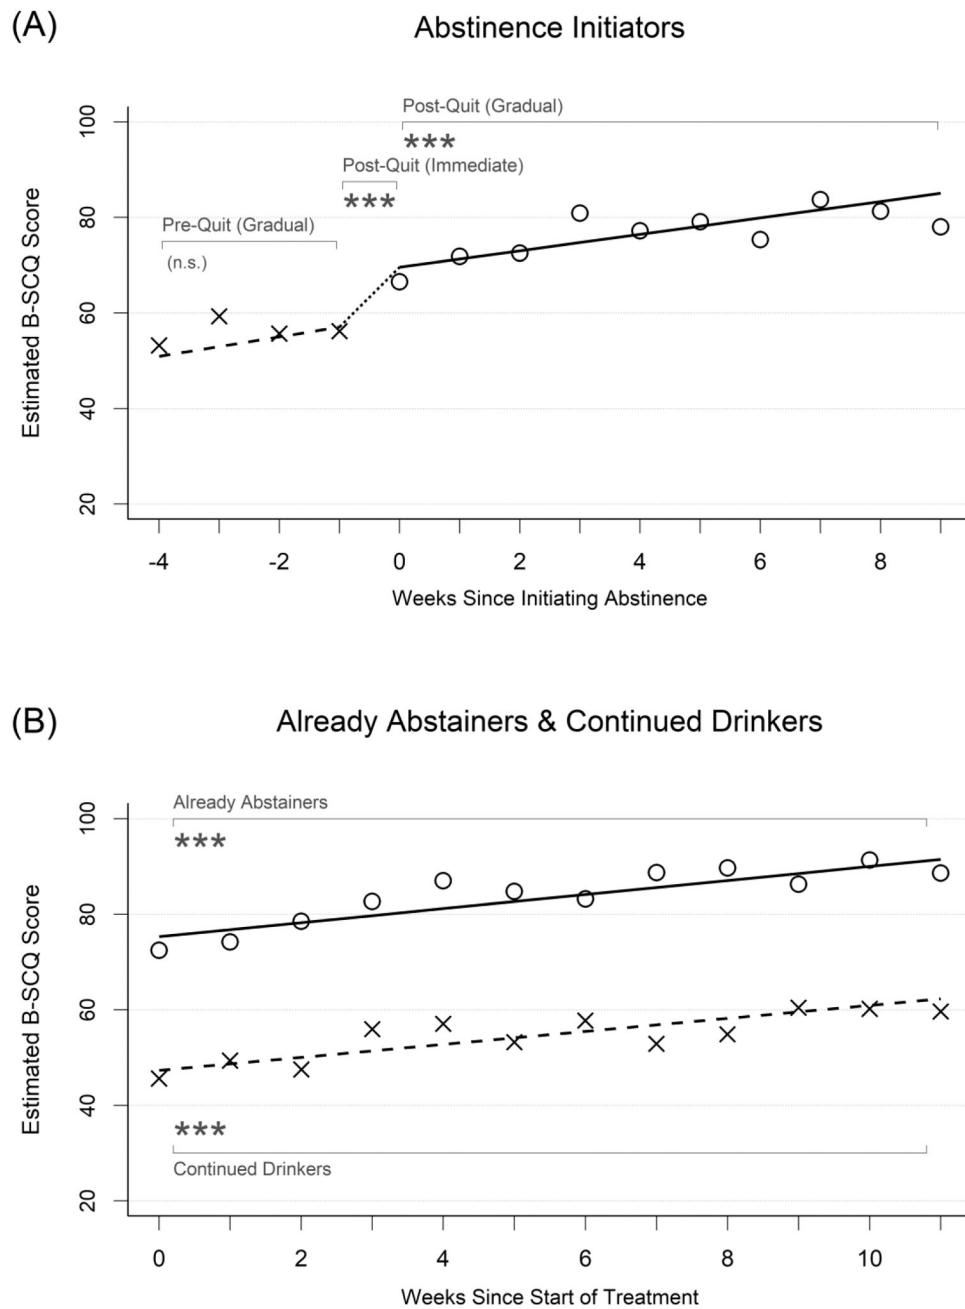 (A)
Abstinence Initiators
Post-Quit (Gradual)
***
Post-Quit (Immediate)
***
Pre-Quit (Gradual)
(n.s.)
Estimated B-SCQ Score
100
80
60
40
20
-4 -2 0 2 4 6 8
Weeks Since Initiating Abstinence
(B)
Already Abstainers & Continued Drinkers
Already Abstainers
***
Estimated B-SCQ Score
100
80
60
40
20
***
Continued Drinkers
0 2 4 6 8 10
Weeks Since Start of Treatment